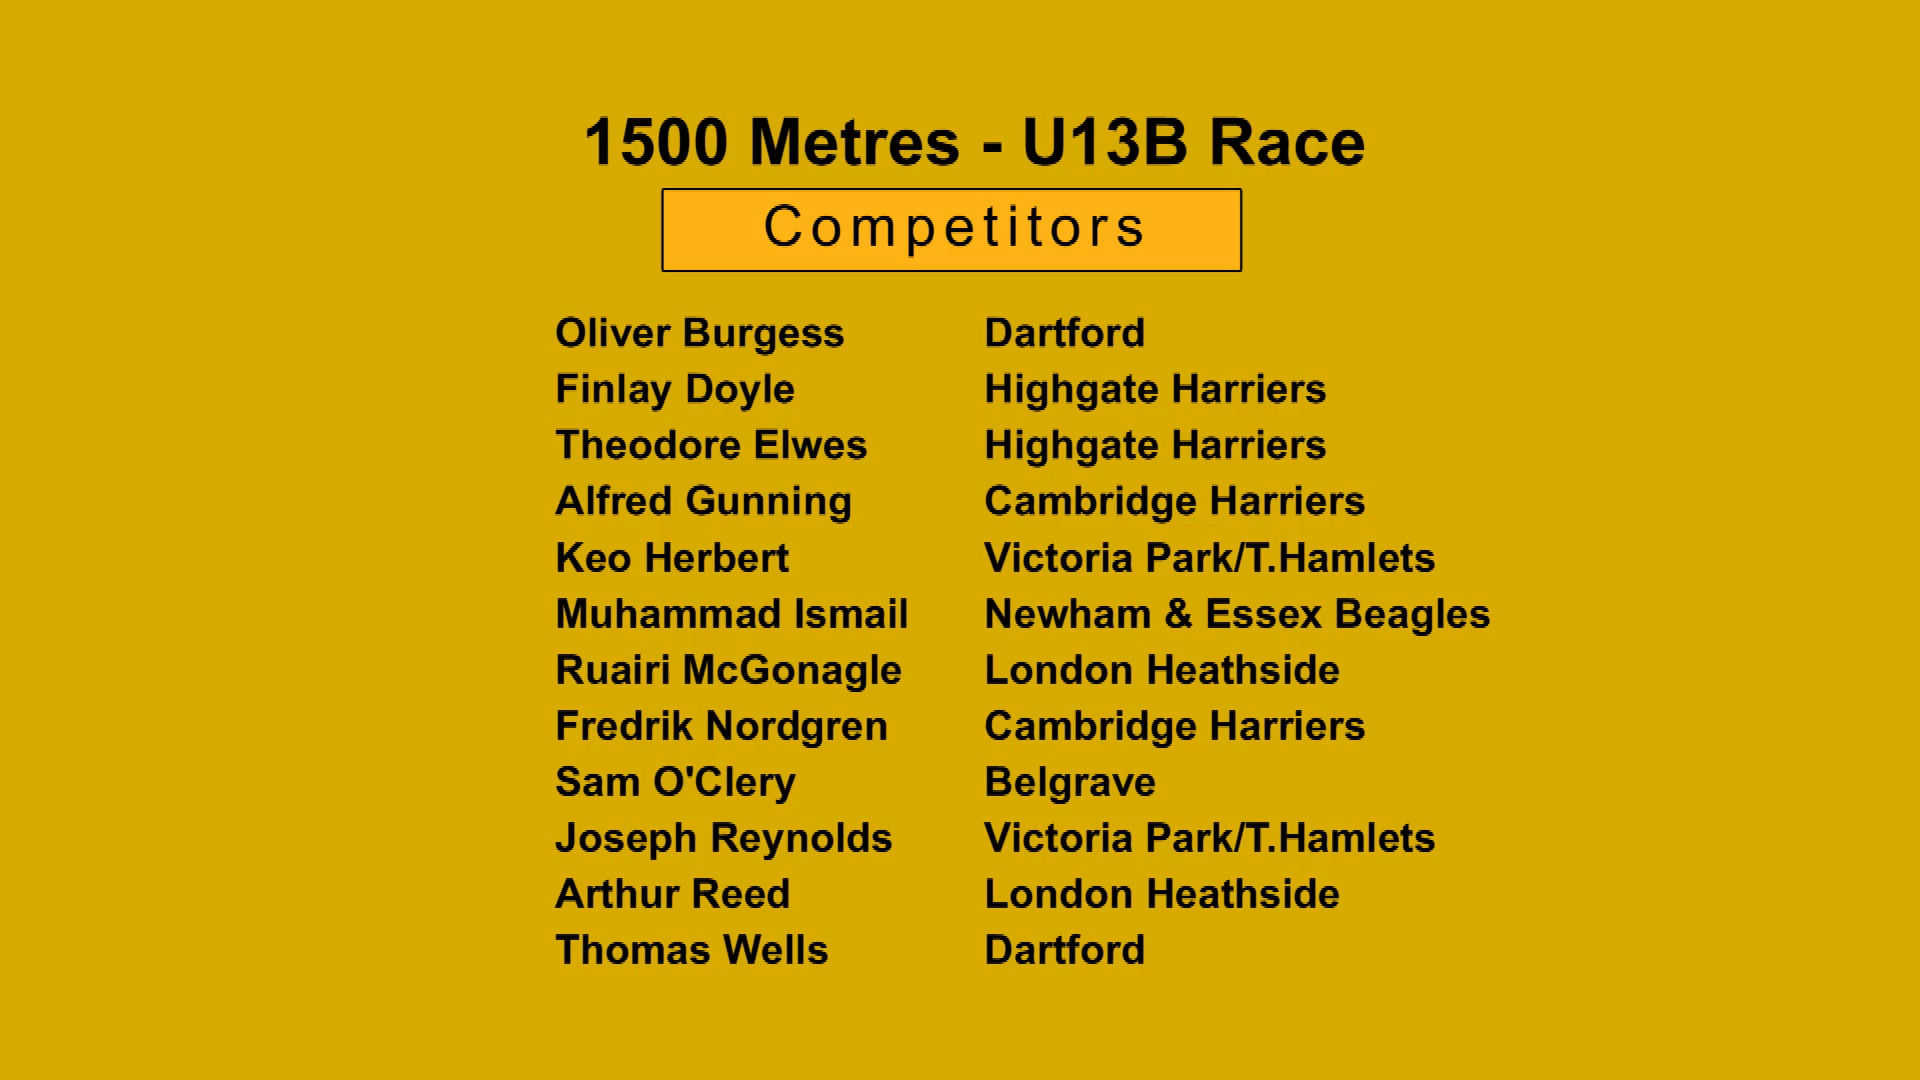 1500 Metres - U13B Race
Competitors
Oliver Burgess Dartford
Finlay Doyle Highgate Harriers
Theodore Elwes Highgate Harriers
Alfred Gunning Cambridge Harriers
Keo Herbert Victoria Park/T.Hamlets
Muhammad Ismail Newham & Essex Beagles
Ruairi McGonagle London Heathside
Fredrik Nordgren Cambridge Harriers
Sam O'Clery Belgrave
Joseph Reynolds Victoria Park/T.Hamlets
Arthur Reed London Heathside
Thomas Wells Dartford